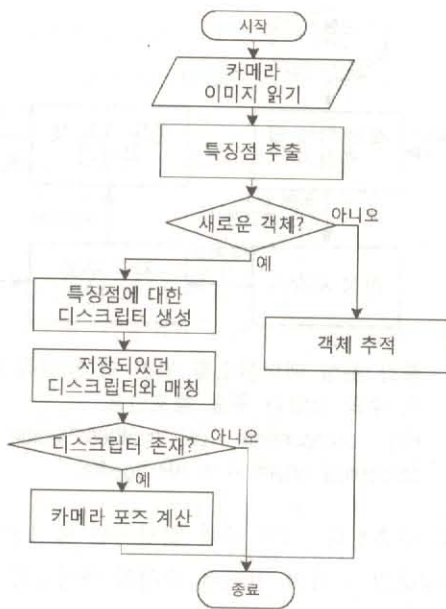 시작
카메라
이미지 읽기
특징점 추출
새로운 객체?
아니오
예
특징점에 대한
디스크립터 생성
객체 추적
저장되있던
디스크립터와 매칭
디스크립터 존재?
아니오
예
카메라 포즈 계산
종료